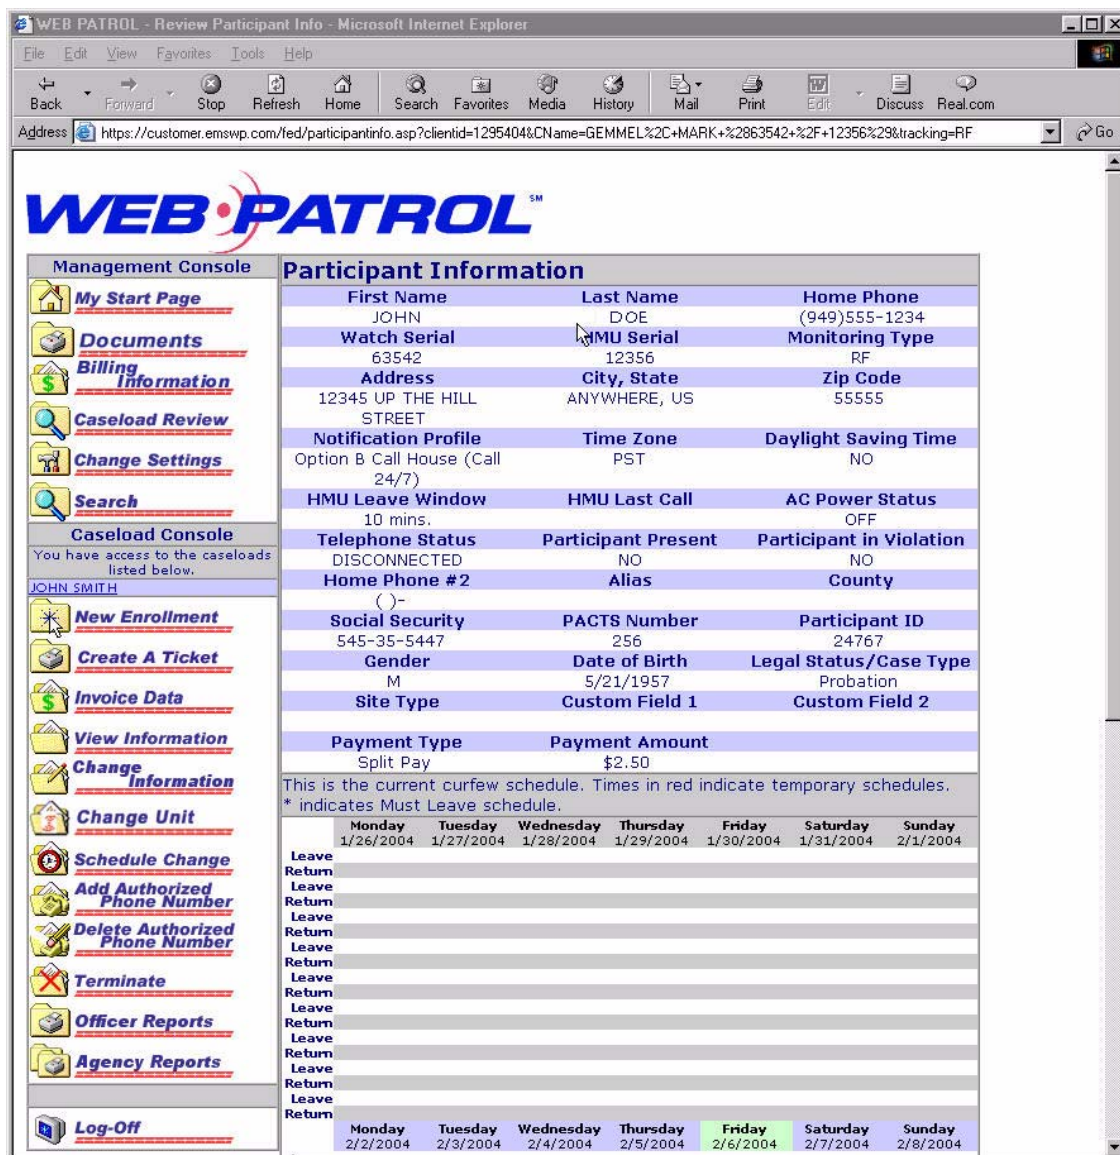 WEB PATROL - Review Participant Info - Microsoft Internet Explorer
File Edit View Favorites Tools Help
Back Forward Stop Refresh Home Search Favorites Media History Mail Print Edit Discuss Real.com
Address https://customer.emswp.com/fed/participantinfo.asp?clientid=1295404&CName=GEMMEL%2C+MARK+%2863542+%2F+12356%29&tracking=RF Go
WEB PATROL SM
Management Console
My Start Page
Documents
Billing
Information
Caseload Review
Change Settings
Search
Caseload Console
You have access to the caseloads
listed below.
JOHN SMITH
New Enrollment
Create A Ticket
Invoice Data
View Information
Change
Information
Change Unit
Schedule Change
Add Authorized
Phone Number
Delete Authorized
Phone Number
Terminate
Officer Reports
Agency Reports
Log-Off
Participant Information
First Name Last Name Home Phone
JOHN DOE (949)555-1234
Watch Serial HMU Serial Monitoring Type
63542 12356 RF
Address City, State Zip Code
12345 UP THE HILL ANYWHERE, US 55555
STREET
Notification Profile Time Zone Daylight Saving Time
Option B Call House (Call PST NO
24/7)
HMU Leave Window HMU Last Call AC Power Status
10 mins. OFF
Telephone Status Participant Present Participant in Violation
DISCONNECTED NO NO
Home Phone #2 Alias County
( )-
Social Security PACTS Number Participant ID
545-35-5447 256 24767
Gender Date of Birth Legal Status/Case Type
M 5/21/1957 Probation
Site Type Custom Field 1 Custom Field 2
Payment Type Payment Amount
Split Pay $2.50
This is the current curfew schedule. Times in red indicate temporary schedules.
* indicates Must Leave schedule.
Monday Tuesday Wednesday Thursday Friday Saturday Sunday
1/26/2004 1/27/2004 1/28/2004 1/29/2004 1/30/2004 1/31/2004 2/1/2004
Leave
Return
Leave
Return
Leave
Return
Leave
Return
Leave
Return
Leave
Return
Leave
Return
Leave
Return
Leave
Return
Monday Tuesday Wednesday Thursday Friday Saturday Sunday
2/2/2004 2/3/2004 2/4/2004 2/5/2004 2/6/2004 2/7/2004 2/8/2004